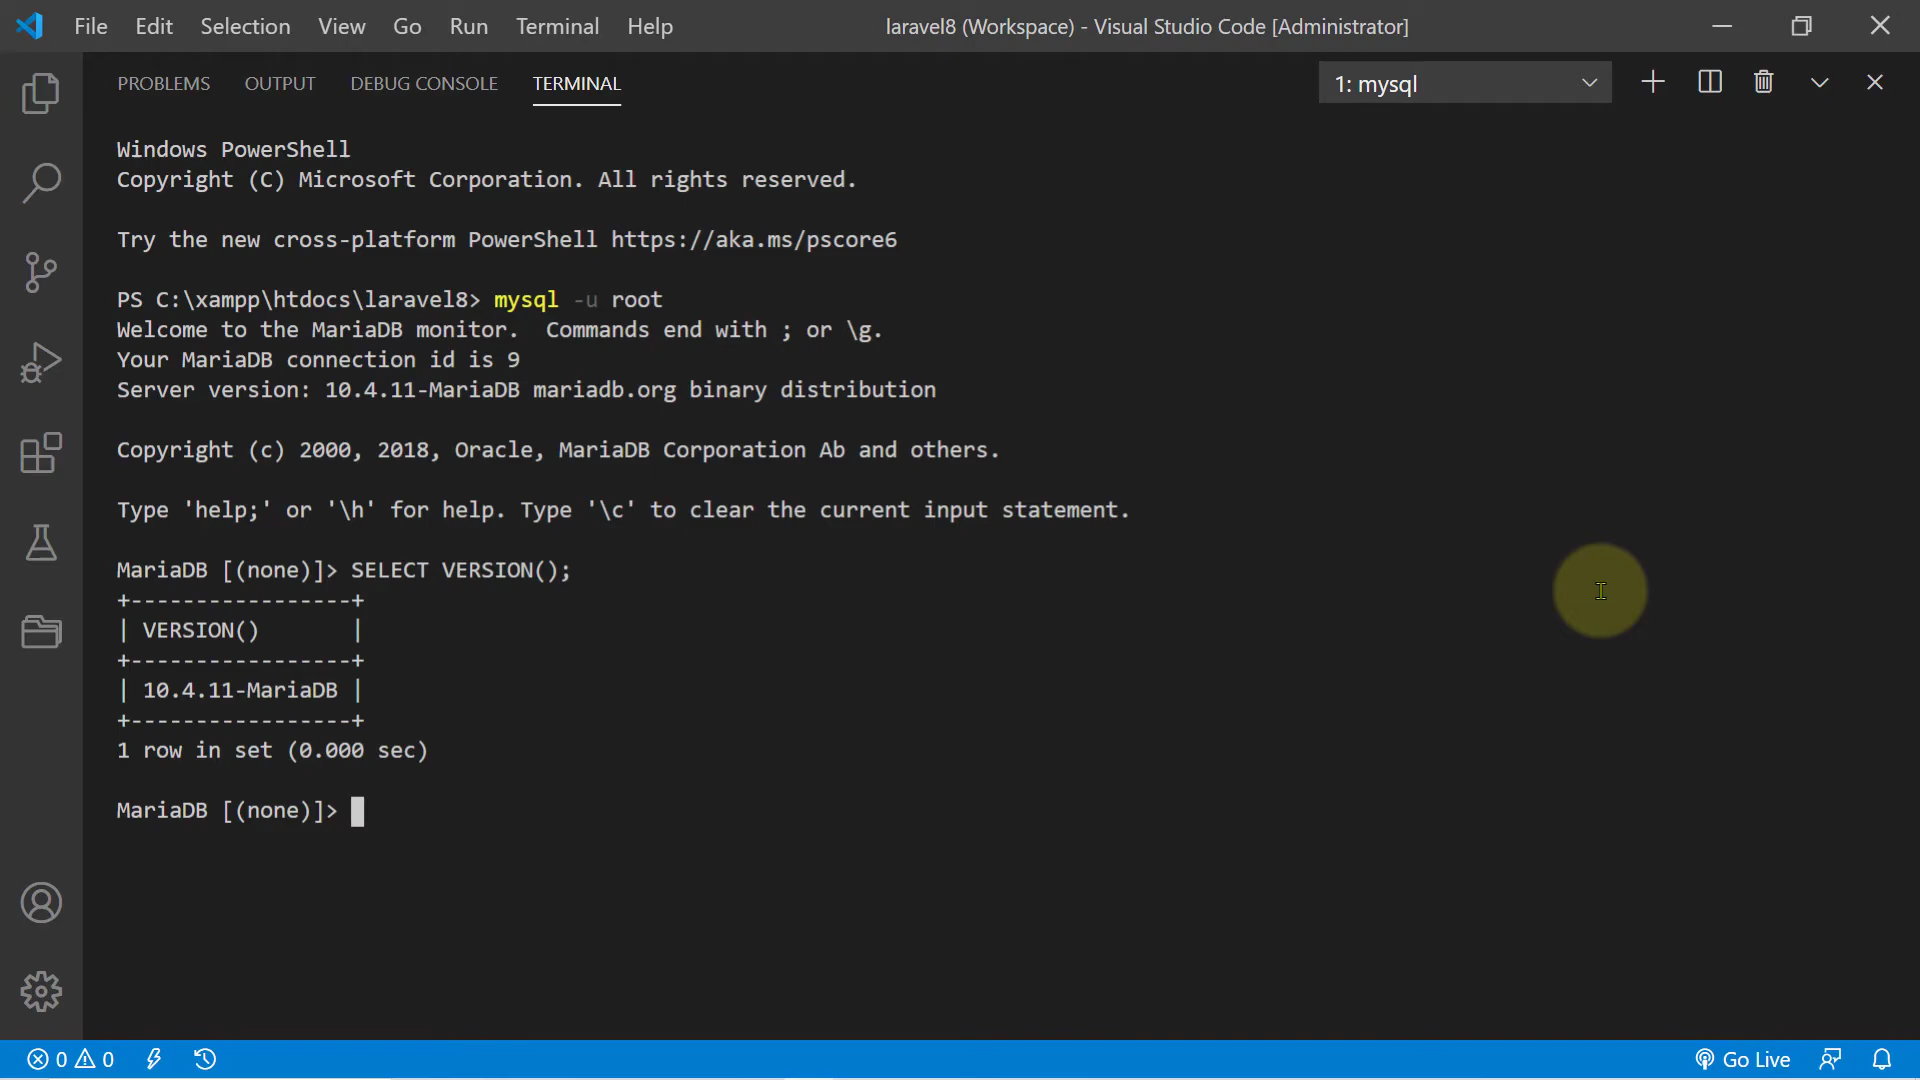 File Edit Selection View Go Run Terminal Help laravel8 (Workspace) - Visual Studio Code [Administrator]
PROBLEMS OUTPUT DEBUG CONSOLE TERMINAL 1: mysql
Windows PowerShell
Copyright (C) Microsoft Corporation. All rights reserved.
Try the new cross-platform PowerShell https://aka.ms/pscore6
PS C:\xampp\htdocs\laravel8> mysql -u root
Welcome to the MariaDB monitor.  Commands end with ; or \g.
Your MariaDB connection id is 9
Server version: 10.4.11-MariaDB mariadb.org binary distribution
Copyright (c) 2000, 2018, Oracle, MariaDB Corporation Ab and others.
Type 'help;' or '\h' for help. Type '\c' to clear the current input statement.
MariaDB [(none)]> SELECT VERSION();
+-----------------+
| VERSION()       |
+-----------------+
| 10.4.11-MariaDB |
+-----------------+
1 row in set (0.000 sec)
MariaDB [(none)]>
0 0 Go Live